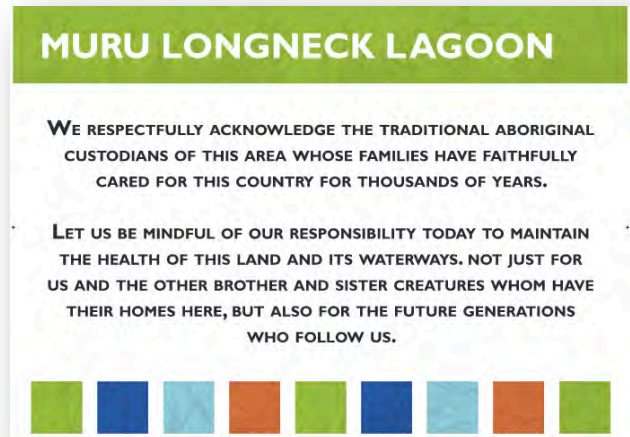 MURU LONGNECK LAGOON
WE RESPECTFULLY ACKNOWLEDGE THE TRADITIONAL ABORIGINAL
CUSTODIANS OF THIS AREA WHOSE FAMILIES HAVE FAITHFULLY
CARED FOR THIS COUNTRY FOR THOUSANDS OF YEARS.
LET US BE MINDFUL OF OUR RESPONSIBILITY TODAY TO MAINTAIN
THE HEALTH OF THIS LAND AND ITS WATERWAYS. NOT JUST FOR
US AND THE OTHER BROTHER AND SISTER CREATURES WHOM HAVE
THEIR HOMES HERE, BUT ALSO FOR THE FUTURE GENERATIONS
WHO FOLLOW US.